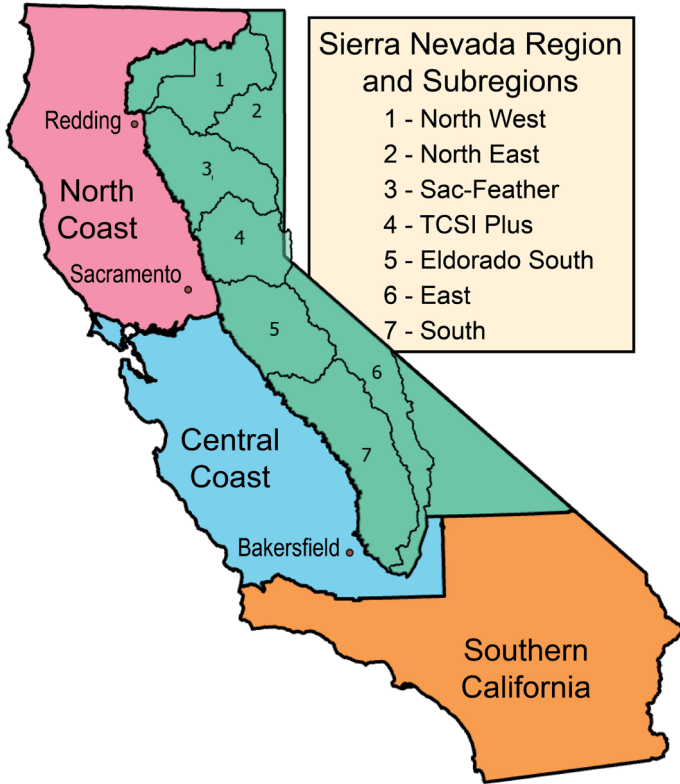 Sierra Nevada Region
and Subregions
1 - North West
2 - North East
3 - Sac-Feather
4 - TCSI Plus
5 - Eldorado South
6 - East
7 - South
1
2
Redding
3
North
Coast
4
Sacramento
5
6
Central
Coast
7
Bakersfield
Southern
California